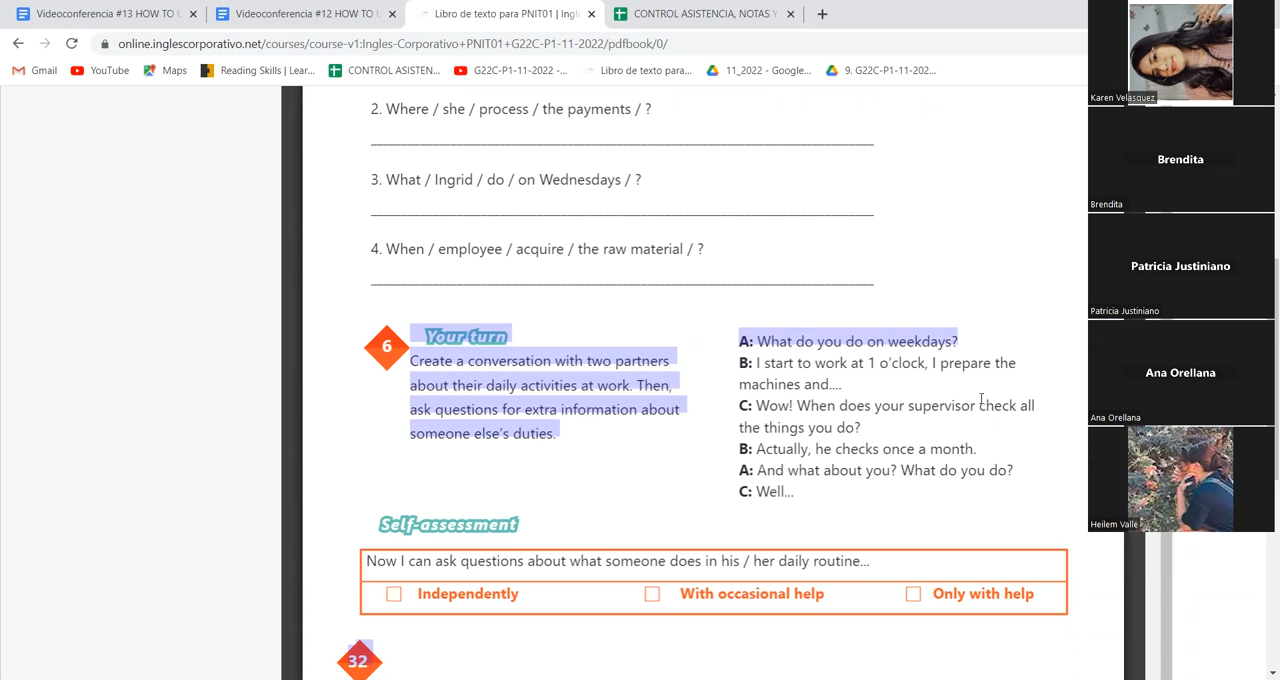 Videoconferencia #13 HOW TO U
Videoconferencia #12 HOW TO U
Libro de texto para PNIT01 | Ingl
CONTROL ASISTENCIA, NOTAS Y
online.inglescorporativo.net/courses/course-v1:Ingles-Corporativo+PNIT01+G22C-P1-11-2022/pdfbook/0/
Gmail
YouTube
Maps
Reading Skills | Lear...
CONTROL ASISTEN...
G22C-P1-11-2022 -...
Libro de texto para...
11_2022 - Google...
9. G22C-P1-11-202...
2. Where / she / process / the payments / ?
3. What / Ingrid / do / on Wednesdays / ?
4. When / employee / acquire / the raw material / ?
6
Your turn
Create a conversation with two partners
about their daily activities at work. Then,
ask questions for extra information about
someone else's duties.
A: What do you do on weekdays?
B: I start to work at 1 o'clock, I prepare the
machines and....
C: Wow! When does your supervisor check all
the things you do?
B: Actually, he checks once a month.
A: And what about you? What do you do?
C: Well...
Self-assessment
Now I can ask questions about what someone does in his / her daily routine...
Independently
With occasional help
Only with help
32
Karen Velasquez
Brendita
Brendita
Patricia Justiniano
Patricia Justiniano
Ana Orellana
Ana Orellana
Heilem Valle